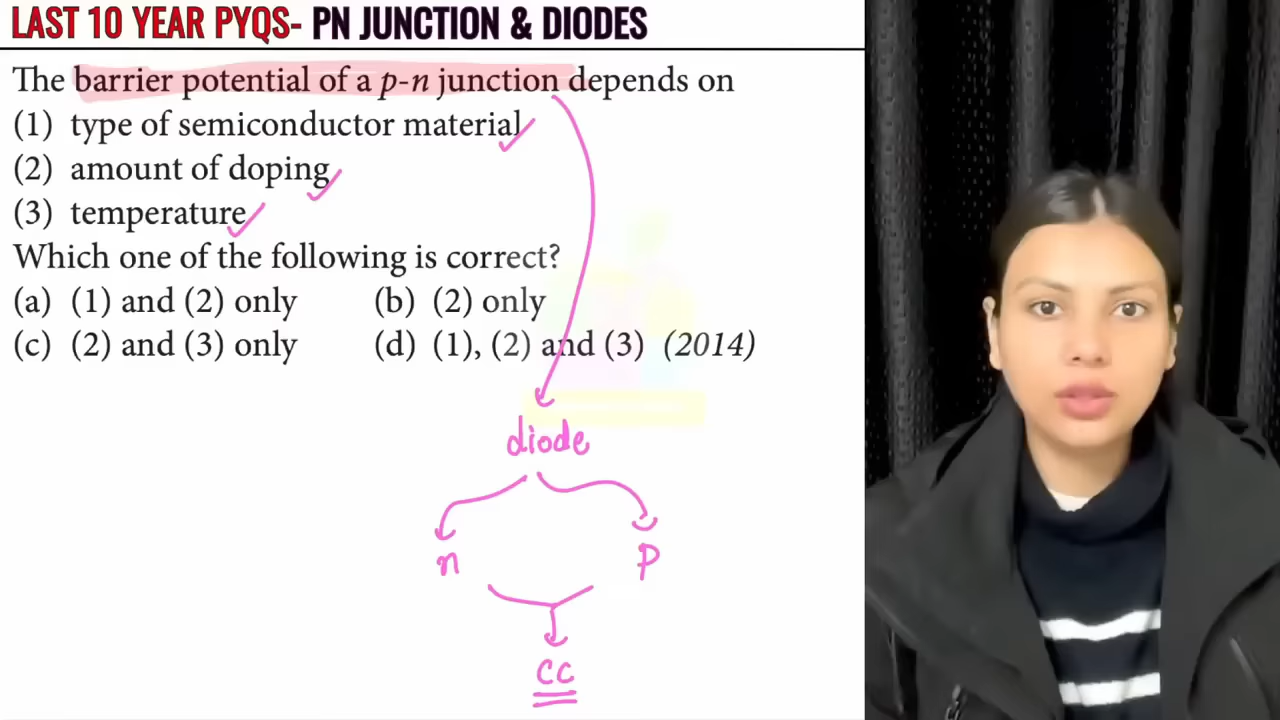 LAST 10 YEAR PYQS- PN JUNCTION & DIODES
The barrier potential of a p-n junction depends on
(1) type of semiconductor material
(2) amount of doping
(3) temperature
Which one of the following is correct?
(a) (1) and (2) only (b) (2) only
(c) (2) and (3) only (d) (1), (2) and (3) (2014)
diode
n p
CC